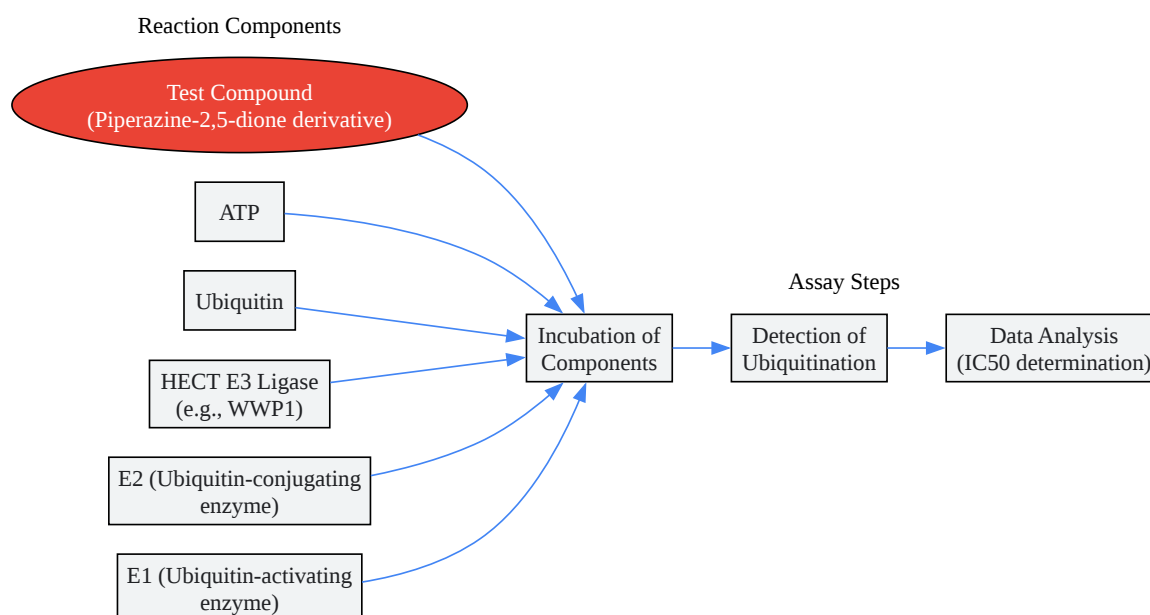 Reaction Components
Test Compound
(Piperazine-2,5-dione derivative)
ATP
Ubiquitin
HECT E3 Ligase
(e.g., WWP1)
E2 (Ubiquitin-conjugating
enzyme)
E1 (Ubiquitin-activating
enzyme)
Assay Steps
Incubation of
Components
Detection of
Ubiquitination
Data Analysis
(IC50 determination)